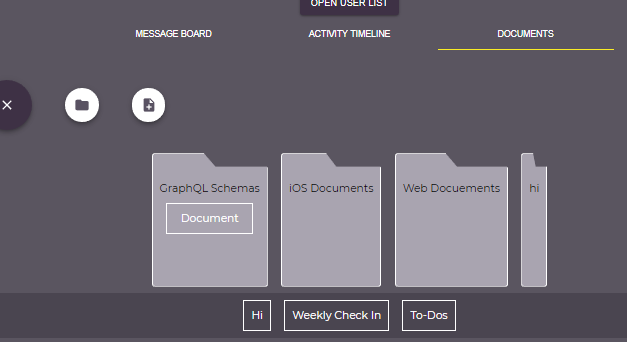 OPEN USER LIST
MESSAGE BOARD
ACTIVITY TIMELINE
DOCUMENTS
GraphQL Schemas
iOS Documents
Web Docuements
hi
Document
Hi
Weekly Check In
To-Dos